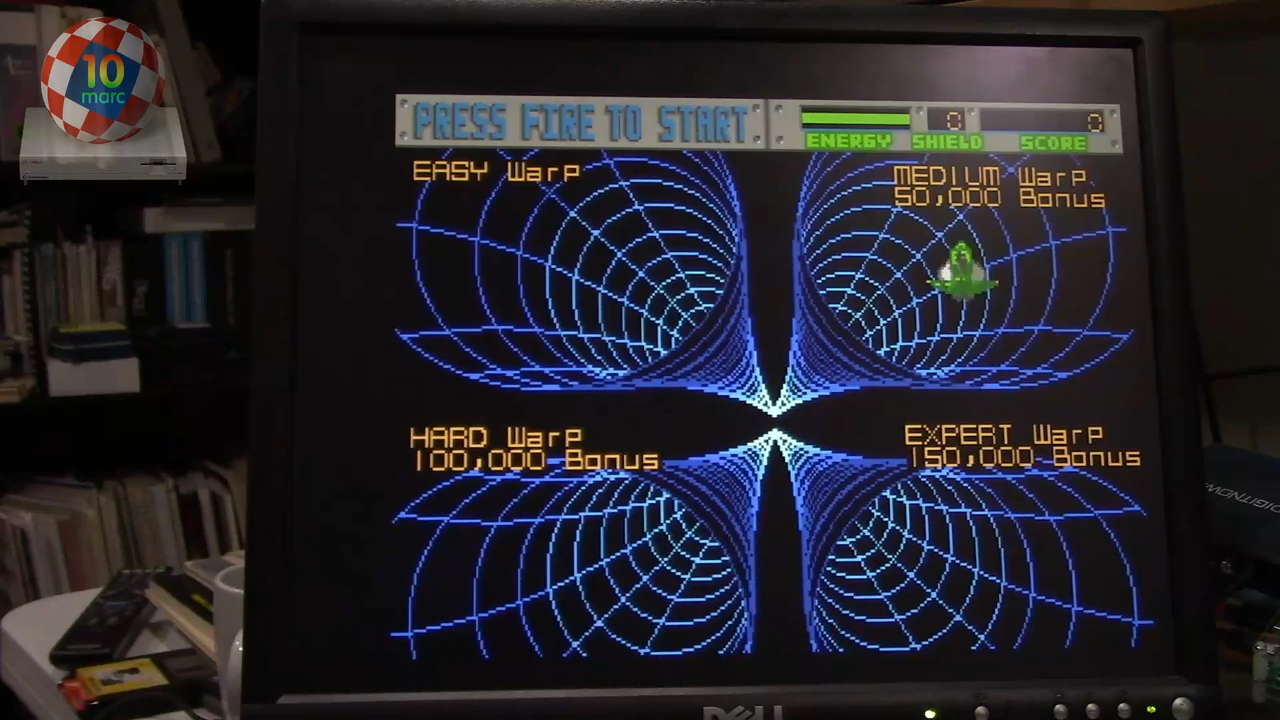 10
marc
PRESS FIRE TO START
0
0
ENERGY SHIELD SCORE
EASY Warp
MEDIUM Warp
50,000 Bonus
HARD Warp
100,000 Bonus
EXPERT Warp
150,000 Bonus
DIGITNOW
DELL